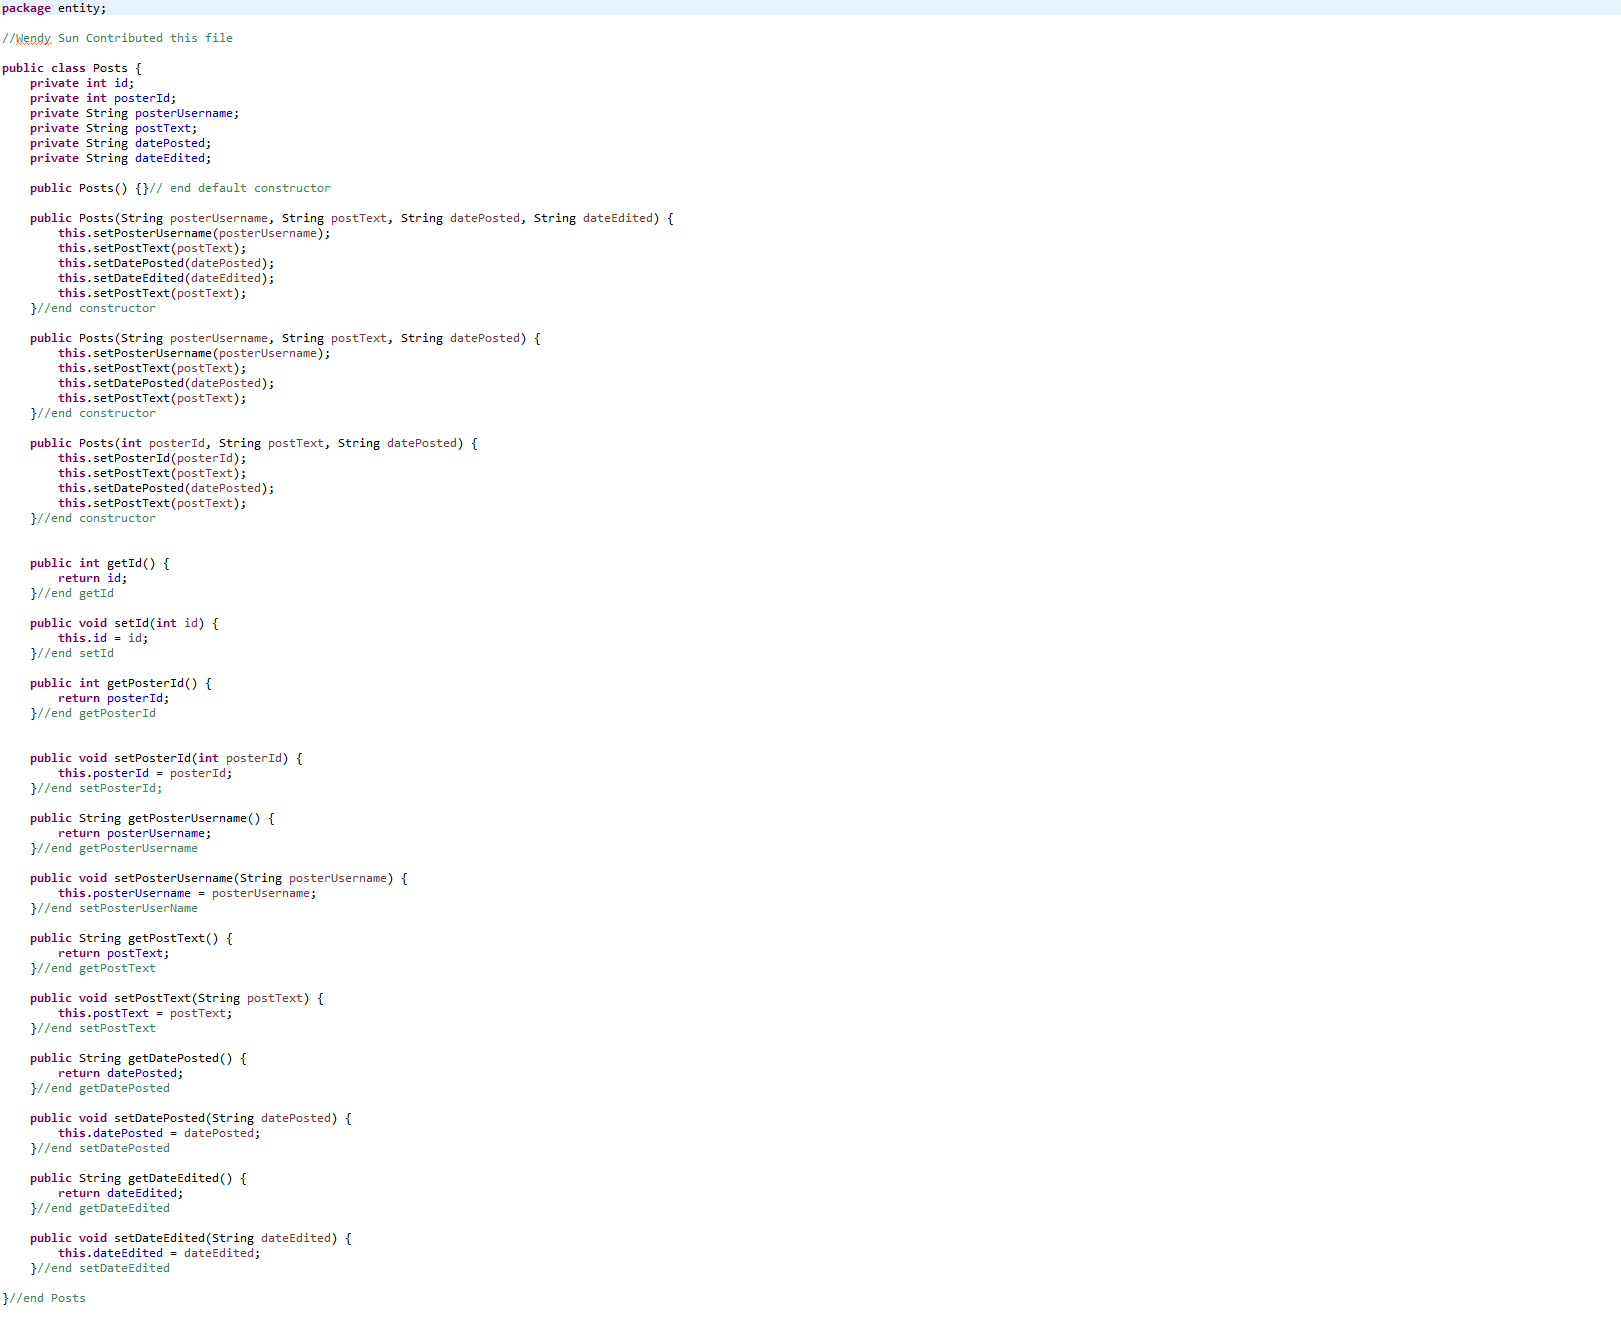 package entity;
//Wendy Sun Contributed this file
public class Posts {
private int id;
private int posterId;
private String posterUsername;
private String postText;
private String datePosted;
private String dateEdited;
public Posts() {}// end default constructor
public Posts(String posterUsername, String postText, String datePosted, String dateEdited) {
this.setPosterUsername(posterUsername);
this.setPostText(postText);
this.setDatePosted(datePosted);
this.setDateEdited(dateEdited);
this.setPostText(postText);
}//end constructor
public Posts(String posterUsername, String postText, String datePosted) {
this.setPosterUsername(posterUsername);
this.setPostText(postText);
this.setDatePosted(datePosted);
this.setPostText(postText);
}//end constructor
public Posts(int posterId, String postText, String datePosted) {
this.setPosterId(posterId);
this.setPostText(postText);
this.setDatePosted(datePosted);
this.setPostText(postText);
}//end constructor
public int getId() {
return id;
}//end getId
public void setId(int id) {
this.id = id;
}//end setId
public int getPosterId() {
return posterId;
}//end getPosterId
public void setPosterId(int posterId) {
this.posterId = posterId;
}//end setPosterId;
public String getPosterUsername() {
return posterUsername;
}//end getPosterUsername
public void setPosterUsername(String posterUsername) {
this.posterUsername = posterUsername;
}//end setPosterUserName
public String getPostText() {
return postText;
}//end getPostText
public void setPostText(String postText) {
this.postText = postText;
}//end setPostText
public String getDatePosted() {
return datePosted;
}//end getDatePosted
public void setDatePosted(String datePosted) {
this.datePosted = datePosted;
}//end setDatePosted
public String getDateEdited() {
return dateEdited;
}//end getDateEdited
public void setDateEdited(String dateEdited) {
this.dateEdited = dateEdited;
}//end setDateEdited
}//end Posts